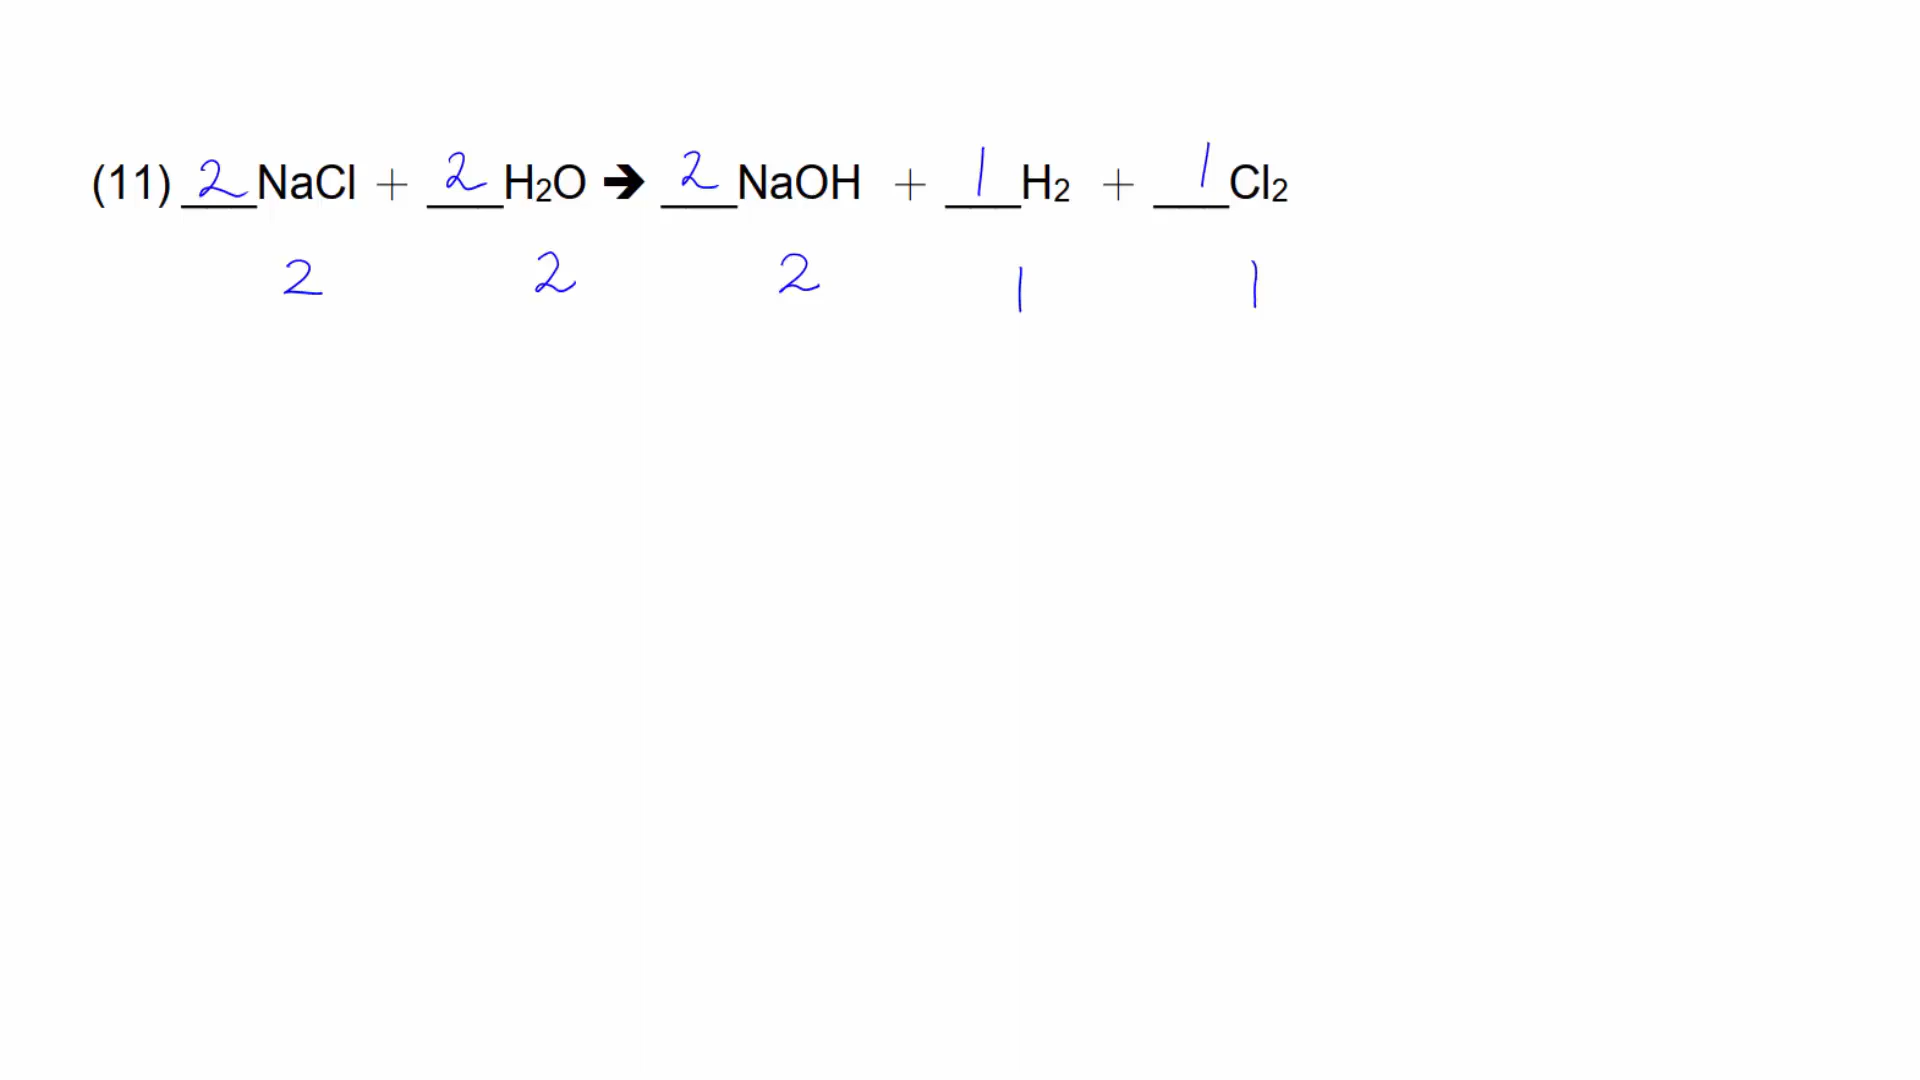 (11) 2 NaCl + 2 H2O ➔ 2 NaOH + 1 H2 + 1 Cl2
2 2 2 1 1